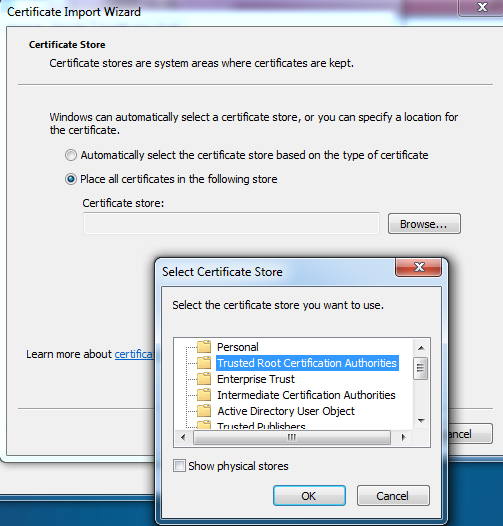 Certificate Import Wizard
Certificate Store
Certificate stores are system areas where certificates are kept.
Windows can automatically select a certificate store, or you can specify a location for
the certificate.
Automatically select the certificate store based on the type of certificate
Place all certificates in the following store
Certificate store:
Browse...
Select Certificate Store
Select the certificate store you want to use.
Personal
Trusted Root Certification Authorities
Enterprise Trust
Intermediate Certification Authorities
Active Directory User Object
Trusted Publishers
Learn more about certifica
ancel
Show physical stores
OK
Cancel